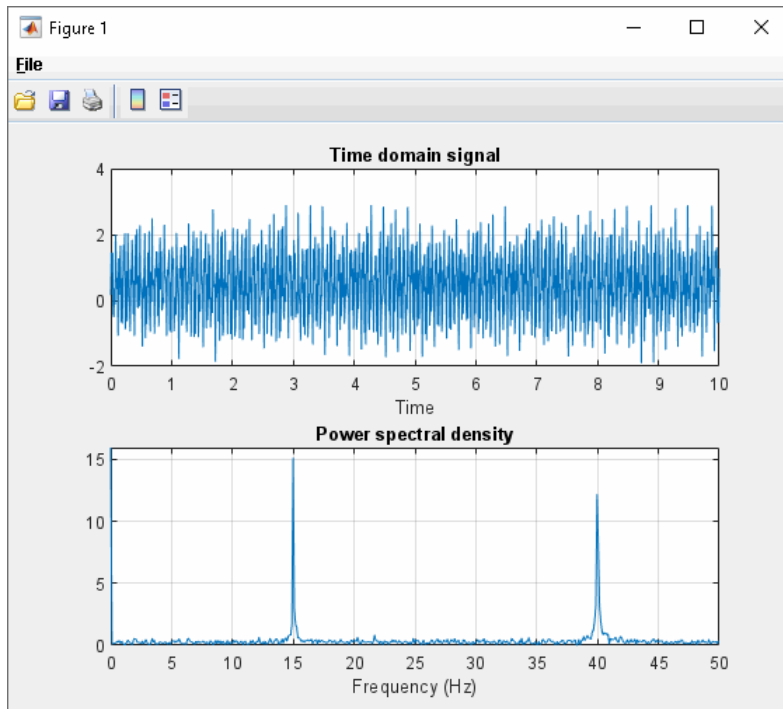 Figure 1
File
Time domain signal
4
2
0
-2
0 1 2 3 4 5 6 7 8 9 10
Time
Power spectral density
15
10
5
0
0 5 10 15 20 25 30 35 40 45 50
Frequency (Hz)